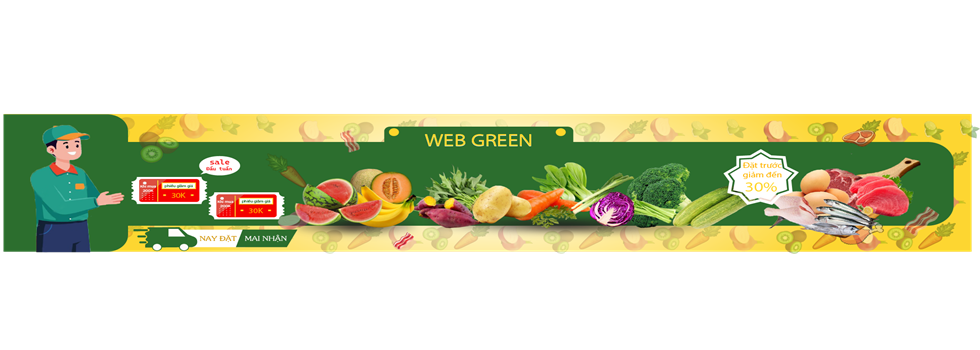 WEB GREEN
sale
Đầu tuần
phiếu giảm giá
30K
phiếu giảm giá
30K
Đặt trước
giảm đến
30%
NAY ĐẶT MAI NHẬN